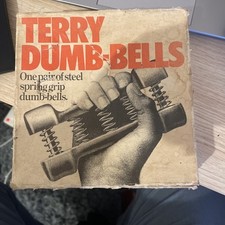 TERRY
DUMB-BELLS
One pair of steel
spring grip
dumb-bells.